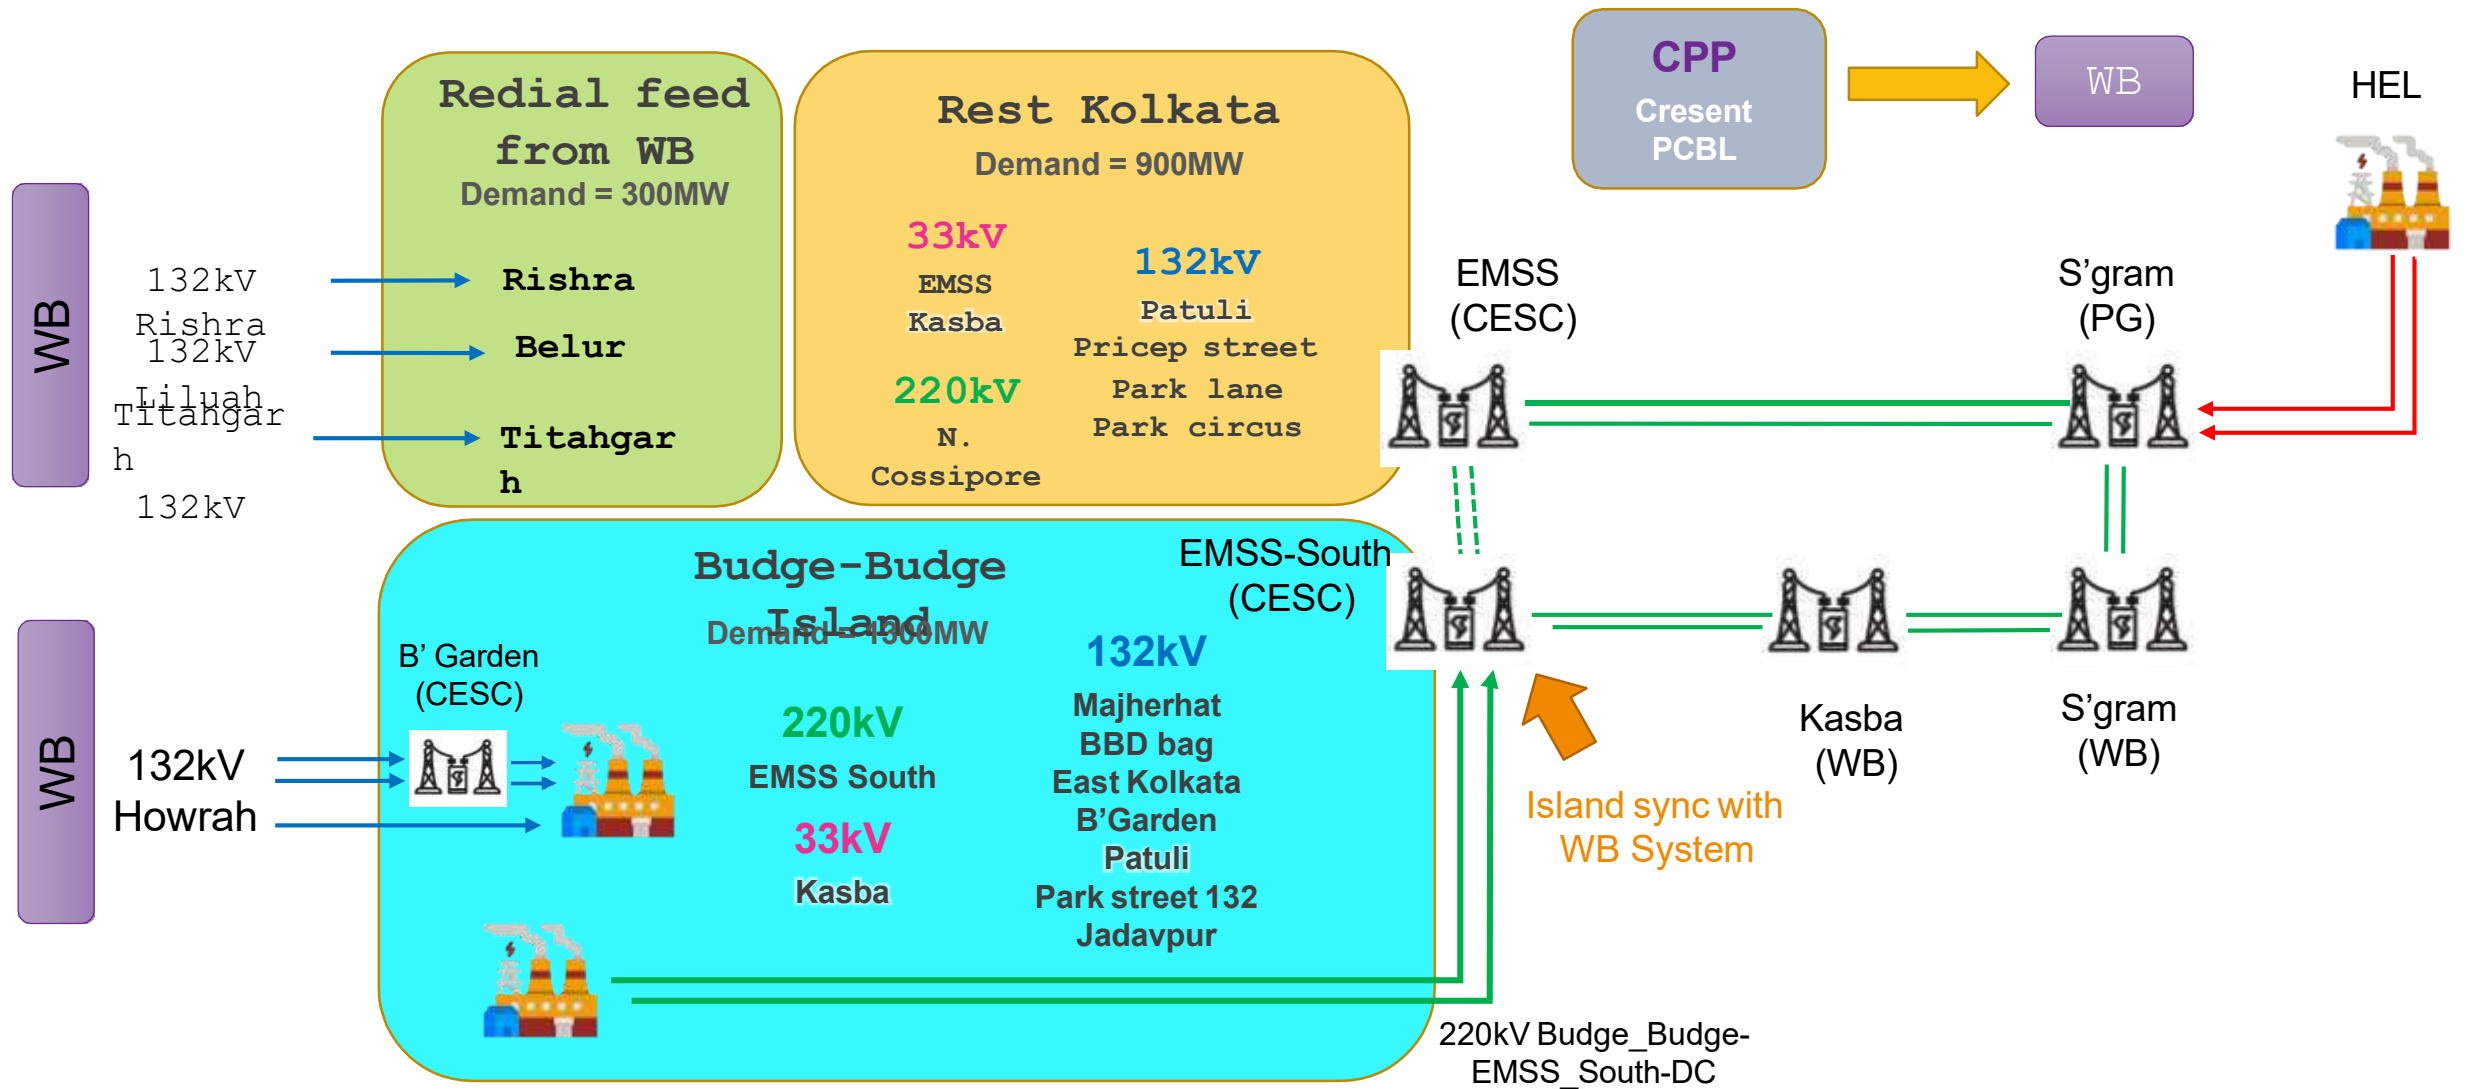 WB
132kV
Rishra
132kV
Liluah
Titahgar
h
132kV
Redial feed
from WB
Demand = 300MW
Rishra
Belur
Titahgar
h
Rest Kolkata
Demand = 900MW
33kV
EMSS
Kasba
220kV
N.
Cossipore
132kV
Patuli
Pricep street
Park lane
Park circus
CPP
Cresent
PCBL
WB
HEL
EMSS
(CESC)
S'gram
(PG)
WB
132kV
Howrah
Budge-Budge
Island
Demand = 1300MW
B' Garden
(CESC)
220kV
EMSS South
33kV
Kasba
132kV
Majherhat
BBD bag
East Kolkata
B'Garden
Patuli
Park street 132
Jadavpur
EMSS-South
(CESC)
Kasba
(WB)
S'gram
(WB)
Island sync with
WB System
220kV Budge_Budge-
EMSS_South-DC